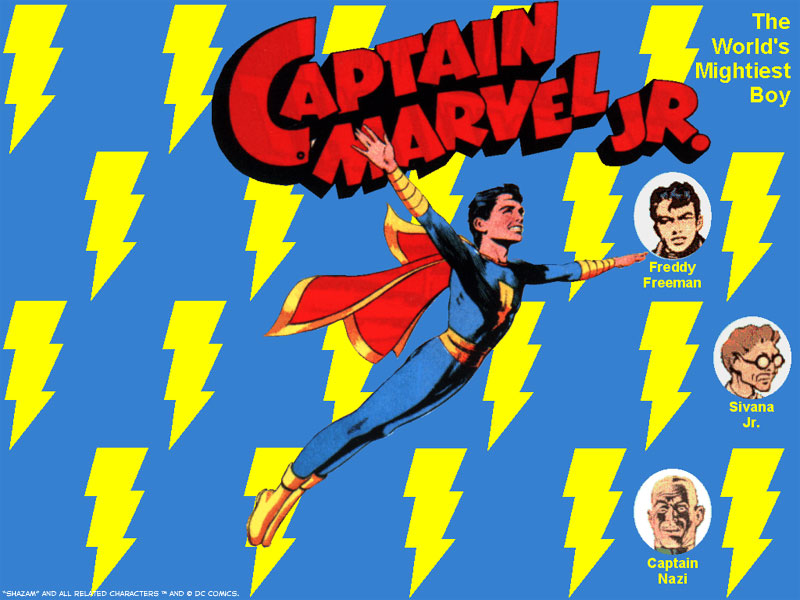 CAPTAIN
MARVEL JR.
The
World's
Mightiest
Boy
Freddy
Freeman
Sivana
Jr.
Captain
Nazi
"SHAZAM" AND ALL RELATED CHARACTERS ™ AND © DC COMICS.